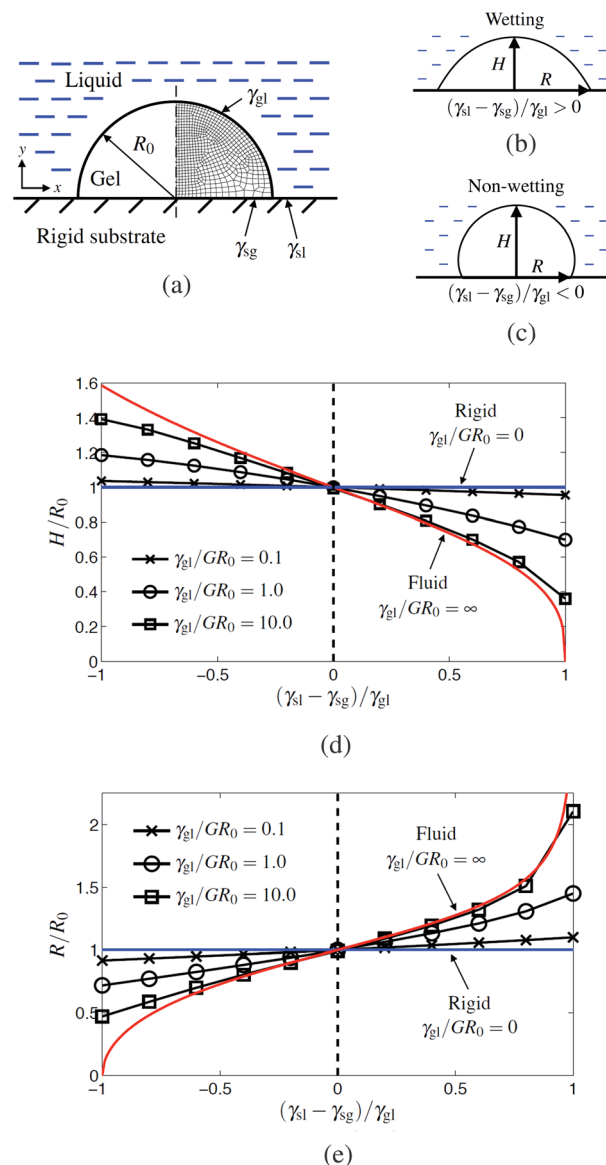 Liquid
γgl
R0
y
x
Gel
Rigid substrate
γsg
γsl
(a)
Wetting
H
R
(γsl − γsg)/γgl > 0
(b)
Non-wetting
H
R
(γsl − γsg)/γgl < 0
(c)
1.6
1.4
1.2
1
0.8
0.6
0.4
0.2
0
H/R0
Rigid
γgl/GR0 = 0
γgl/GR0 = 0.1
γgl/GR0 = 1.0
γgl/GR0 = 10.0
Fluid
γgl/GR0 = ∞
−1
−0.5
0
0.5
1
(γsl − γsg)/γgl
(d)
2
1.5
1
0.5
0
R/R0
γgl/GR0 = 0.1
γgl/GR0 = 1.0
γgl/GR0 = 10.0
Fluid
γgl/GR0 = ∞
Rigid
γgl/GR0 = 0
−1
−0.5
0
0.5
1
(γsl − γsg)/γgl
(e)